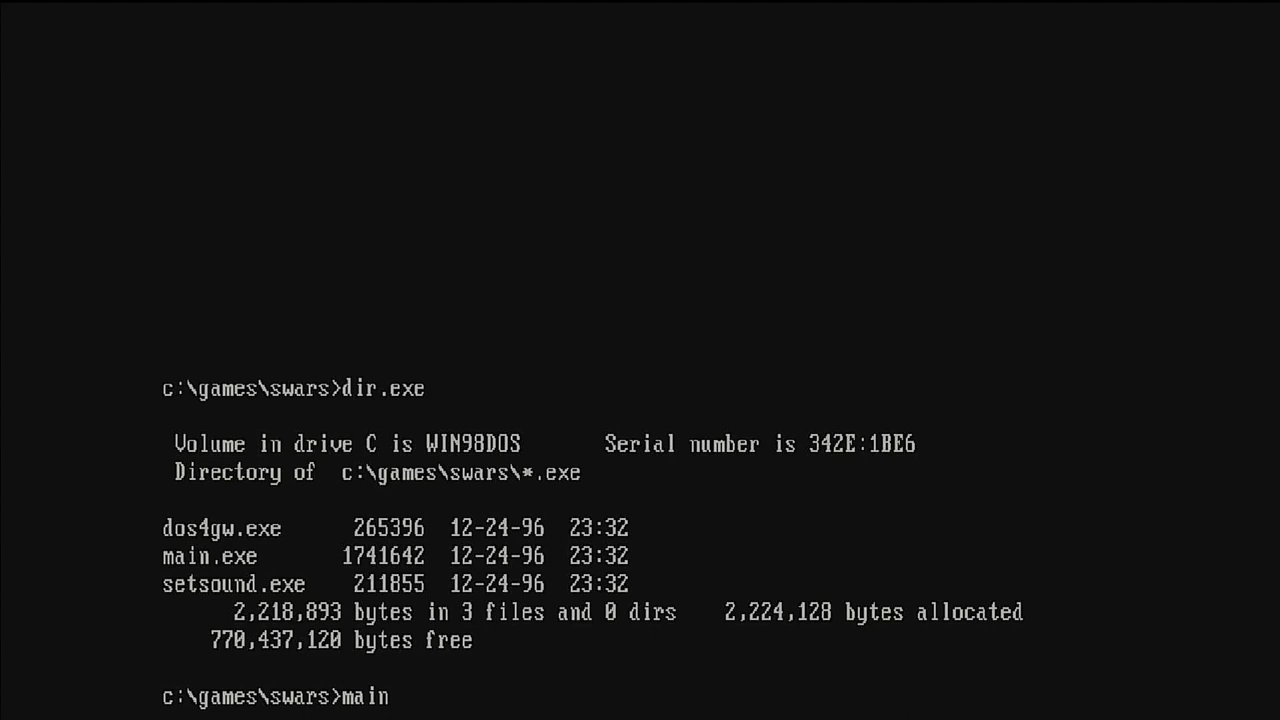 c:\games\swars>dir.exe
Volume in drive C is WIN98DOS Serial number is 342E:1BE6
Directory of c:\games\swars\*.exe
dos4gw.exe 265396 12-24-96 23:32
main.exe 1741642 12-24-96 23:32
setsound.exe 211855 12-24-96 23:32
2,218,893 bytes in 3 files and 0 dirs 2,224,128 bytes allocated
770,437,120 bytes free
c:\games\swars>main